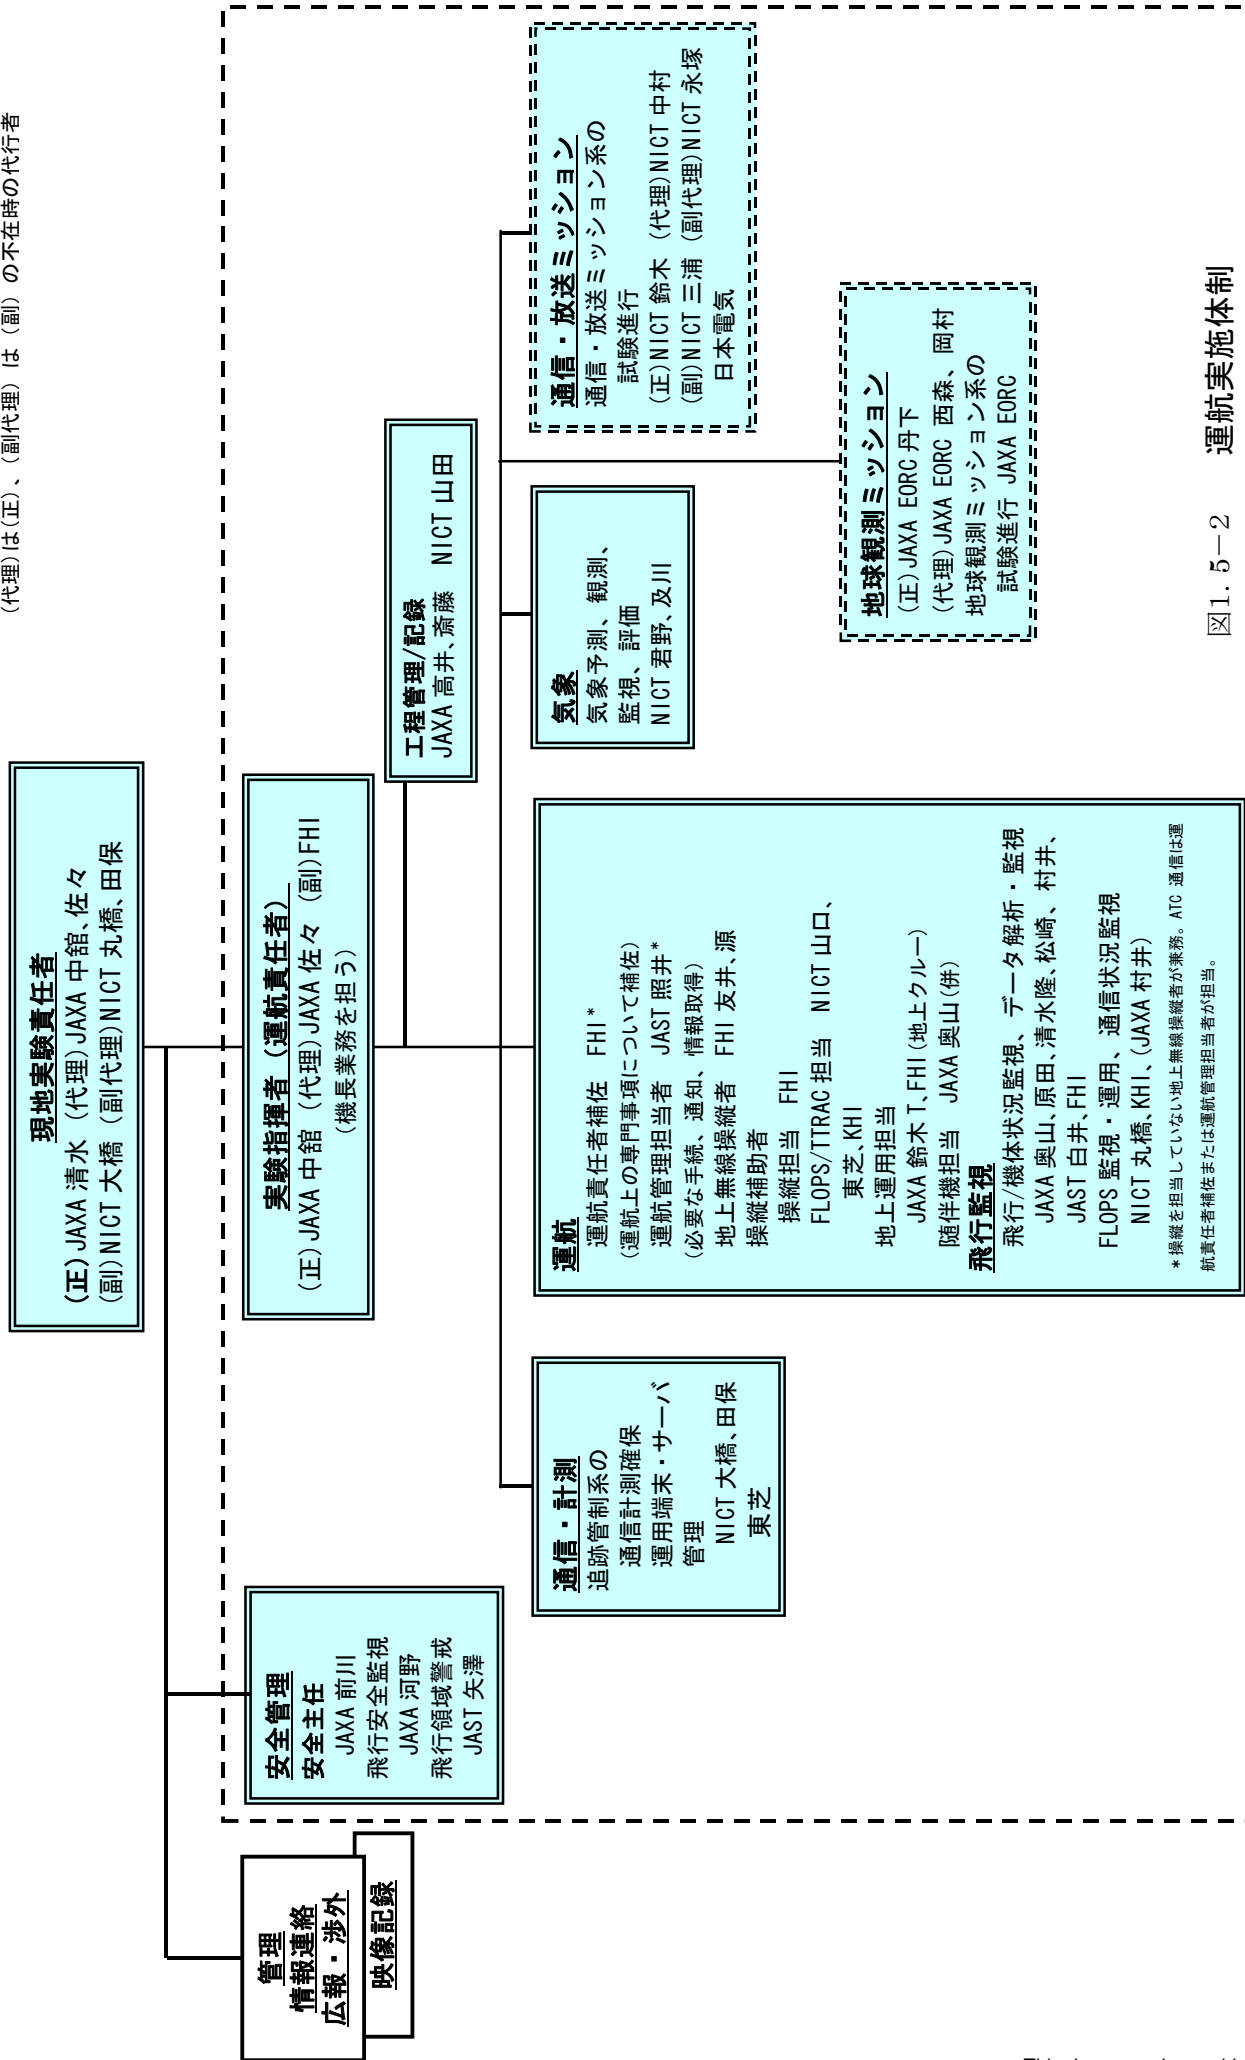 (代理)は(正)、(副代理) は (副) の不在時の代行者
現地実験責任者
(正)JAXA 清水 (代理)JAXA 中舘、佐々
(副)NICT 大橋 (副代理)NICT 丸橋、田保
管理
情報連絡
広報・渉外
映像記録
安全管理
安全主任
JAXA 前川
飛行安全監視
JAXA 河野
飛行領域警戒
JAST 矢澤
実験指揮者（運航責任者）
(正)JAXA 中舘 (代理)JAXA 佐々 (副)FHI
(機長業務を担う)
工程管理/記録
JAXA 高井、斎藤 NICT 山田
通信・計測
追跡管制系の
通信計測確保
運用端末・サーバ
管理
NICT 大橋、田保
東芝
運航
運航責任者補佐 FHI*
(運航上の専門事項について補佐)
運航管理担当者 JAST 照井*
(必要な手続、通知、情報取得)
地上無線操縦者 FHI 友井、源
操縦補助者
操縦担当 FHI
FLOPS/TTRAC 担当 NICT 山口、
東芝、KHI
地上運用担当
JAXA 鈴木 T、FHI(地上クルー)
随伴機担当 JAXA 奥山(併)
飛行監視
飛行/機体状況監視、データ解析・監視
JAXA 奥山、原田、清水隆、松崎、村井、
JAST 白井、FHI
FLOPS 監視・運用、通信状況監視
NICT 丸橋、KHI、(JAXA 村井)
*操縦を担当していない地上無線操縦者が兼務。ATC 通信は運
航責任者補佐または運航管理担当者が担当。
気象
気象予測、観測、
監視、評価
NICT 君野、及川
通信・放送ミッション
通信・放送ミッション系の
試験進行
(正)NICT 鈴木 (代理)NICT 中村
(副)NICT 三浦 (副代理)NICT 永塚
日本電気
地球観測ミッション
(正)JAXA EORC 丹下
(代理)JAXA EORC 西森、岡村
地球観測ミッション系の
試験進行 JAXA EORC
図1.5－2 運航実施体制